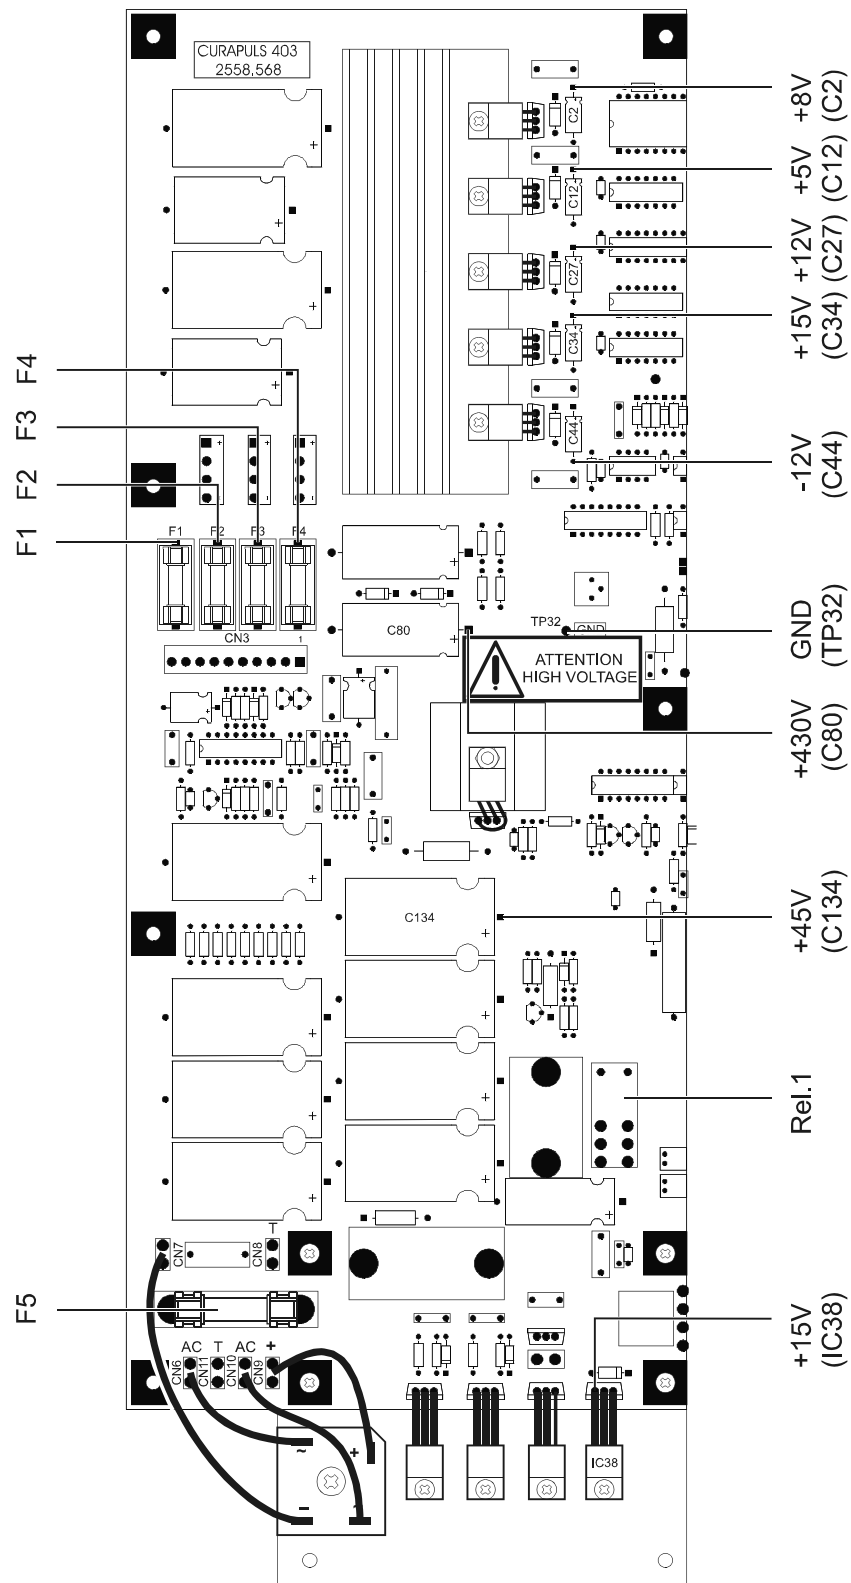 CURAPULS 403
2558,568
+8V
(C2)
+5V
(C12)
+12V
(C27)
+15V
(C34)
-12V
(C44)
GND
(TP32)
+430V
(C80)
+45V
(C134)
Rel.1
+15V
(IC38)
F4
F3
F2
F1
F5
C2
C12
C27
C34
C44
F1
F2
F3
F4
CN3
1
C80
TP32
GND
ATTENTION
HIGH VOLTAGE
C134
CN7
CN8
T
AC
T
AC
+
CN6
CN11
CN10
CN9
~
+
−
~
IC38